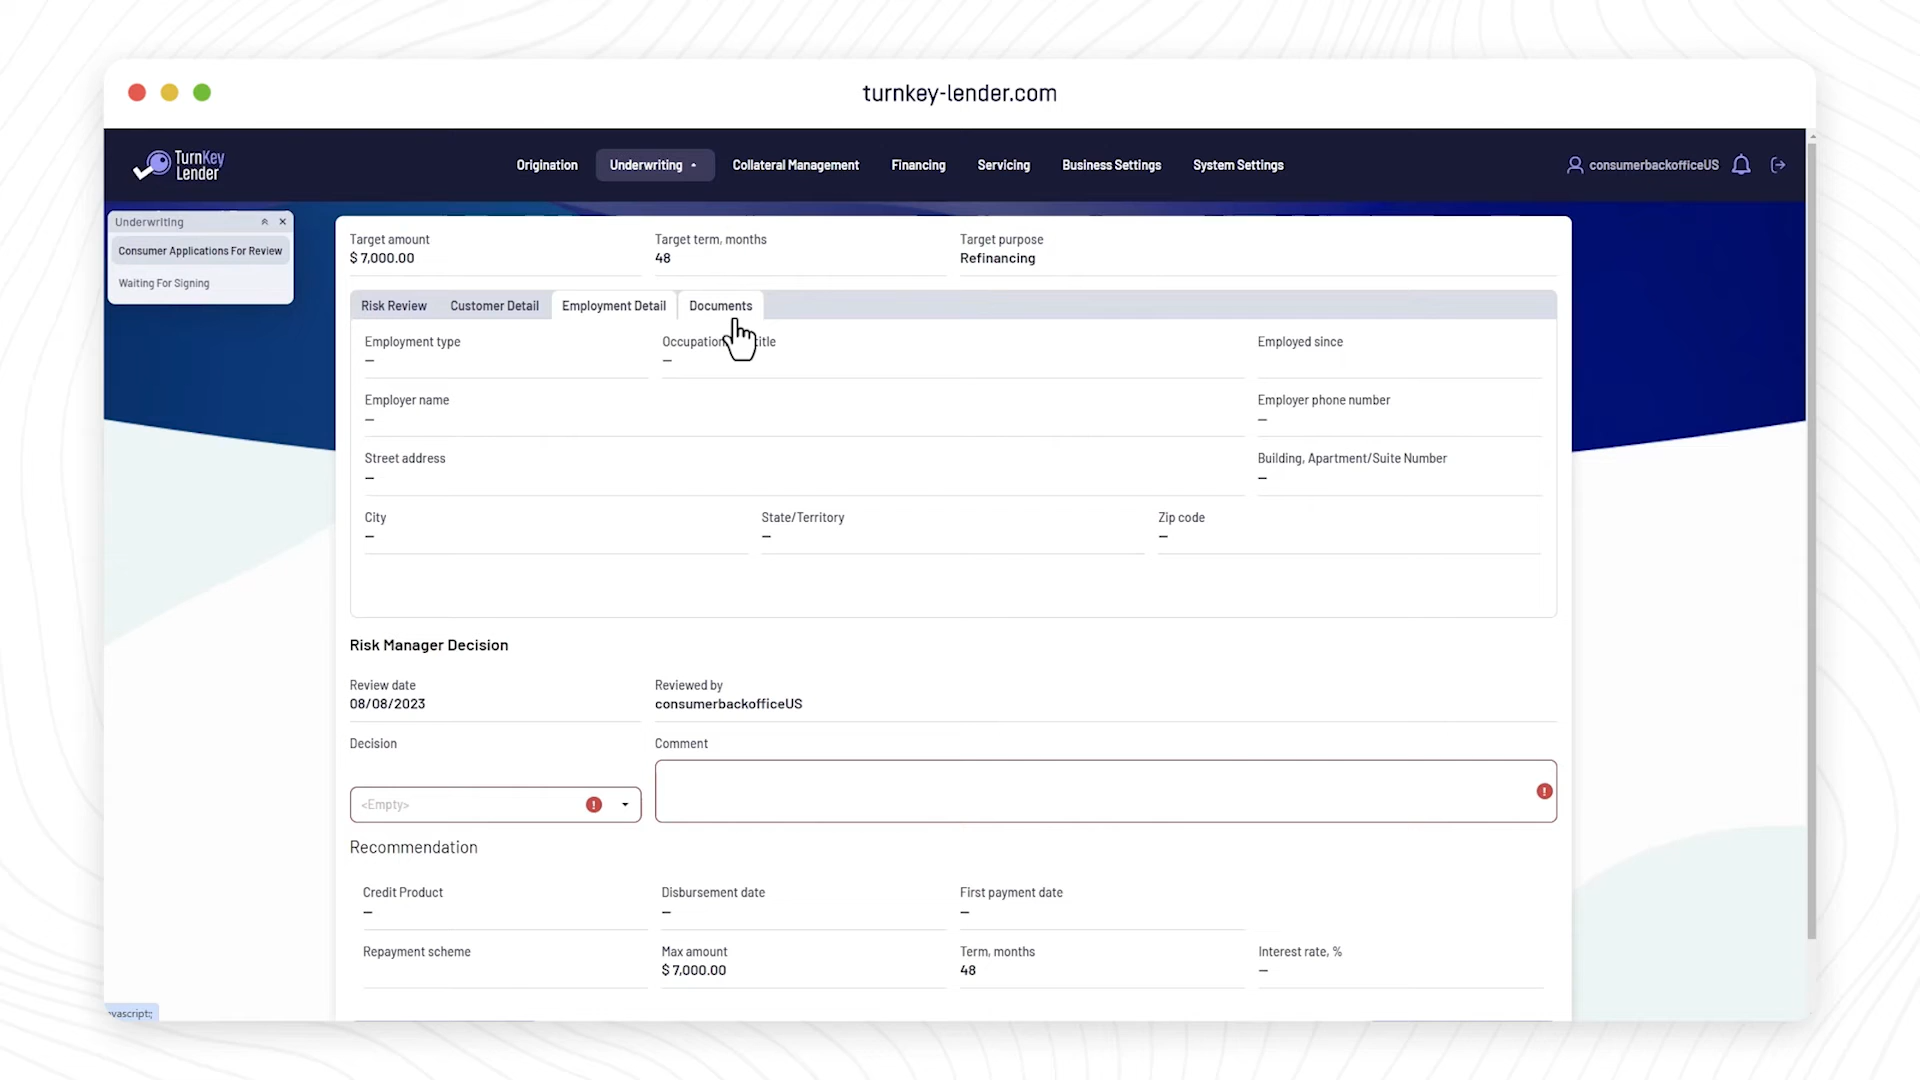 turnkey-lender.com
TurnKey
Lender
Origination
Underwriting
Collateral Management
Financing
Servicing
Business Settings
System Settings
consumerbackofficeUS
Underwriting
Consumer Applications For Review
Waiting For Signing
Target amount
$ 7,000.00
Target term, months
48
Target purpose
Refinancing
Risk Review
Customer Detail
Employment Detail
Documents
Employment type
—
Occupation title
—
Employed since
Employer name
—
Employer phone number
—
Street address
—
Building, Apartment/Suite Number
—
City
—
State/Territory
—
Zip code
—
Risk Manager Decision
Review date
08/08/2023
Reviewed by
consumerbackofficeUS
Decision
<Empty>
Comment
Recommendation
Credit Product
—
Disbursement date
—
First payment date
—
Repayment scheme
Max amount
$ 7,000.00
Term, months
48
Interest rate, %
—
vascript:;